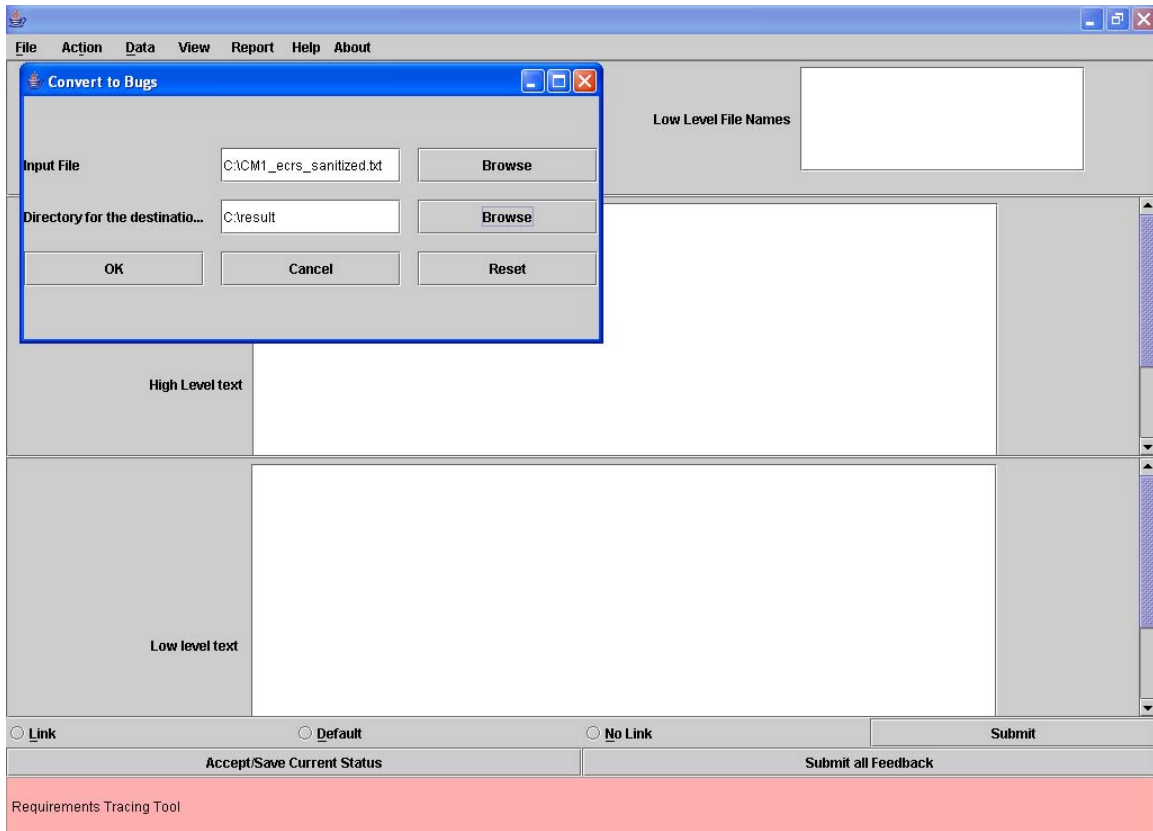 File Action Data View Report Help About
Convert to Bugs
Low Level File Names
Input File C:\CM1_ecrs_sanitized.txt Browse
Directory for the destinatio... C:\result Browse
OK Cancel Reset
High Level text
Low level text
Link Default No Link Submit
Accept/Save Current Status Submit all Feedback
Requirements Tracing Tool